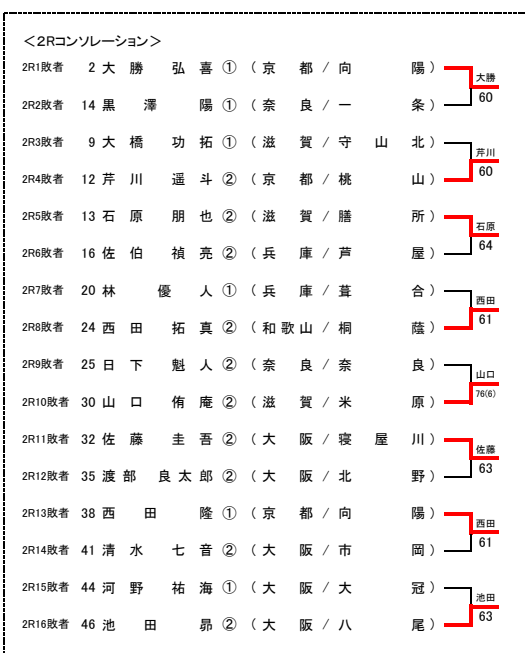 ＜2Rコンソレーション＞
2R1敗者 2 大勝 弘喜 ① （京都/向陽）
大勝
60
2R2敗者 14 黒澤 陽 ① （奈良/一条）
2R3敗者 9 大橋 功拓 ① （滋賀/守山北）
芹川
60
2R4敗者 12 芹川 遥斗 ② （京都/桃山）
2R5敗者 13 石原 朋也 ② （滋賀/膳所）
石原
64
2R6敗者 16 佐伯 禎亮 ② （兵庫/芦屋）
2R7敗者 20 林 優人 ① （兵庫/葺合）
西田
61
2R8敗者 24 西田 拓真 ② （和歌山/桐蔭）
2R9敗者 25 日下 魁人 ② （奈良/奈良）
山口
76(6)
2R10敗者 30 山口 侑庵 ② （滋賀/米原）
2R11敗者 32 佐藤 圭吾 ② （大阪/寝屋川）
佐藤
63
2R12敗者 35 渡部 良太郎 ② （大阪/北野）
2R13敗者 38 西田 隆 ① （京都/向陽）
西田
61
2R14敗者 41 清水 七音 ② （大阪/市岡）
2R15敗者 44 河野 祐海 ① （大阪/大冠）
池田
63
2R16敗者 46 池田 昴 ② （大阪/八尾）